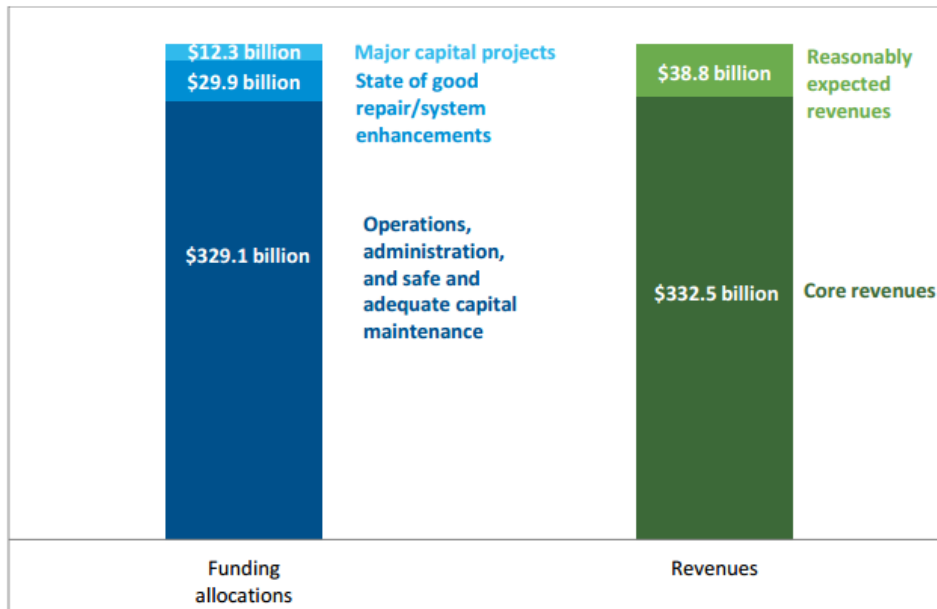 $12.3 billion
Major capital projects
$29.9 billion
State of good
repair/system
enhancements
$329.1 billion
Operations,
administration,
and safe and
adequate capital
maintenance
$38.8 billion
Reasonably
expected
revenues
$332.5 billion
Core revenues
Funding
allocations
Revenues